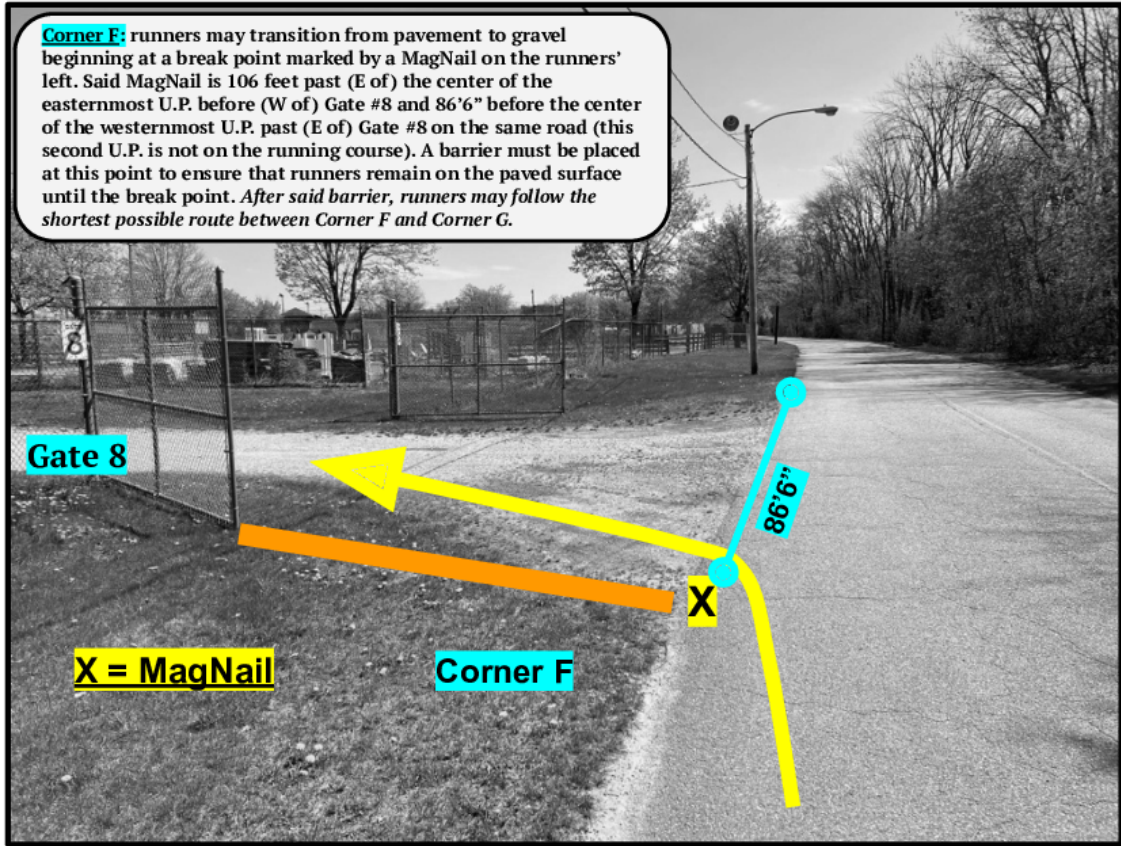 Corner F: runners may transition from pavement to gravel
beginning at a break point marked by a MagNail on the runners’
left. Said MagNail is 106 feet past (E of) the center of the
easternmost U.P. before (W of) Gate #8 and 86’6” before the center
of the westernmost U.P. past (E of) Gate #8 on the same road (this
second U.P. is not on the running course). A barrier must be placed
at this point to ensure that runners remain on the paved surface
until the break point. After said barrier, runners may follow the
shortest possible route between Corner F and Corner G.
8
Gate 8
86’6”
X
X = MagNail
Corner F